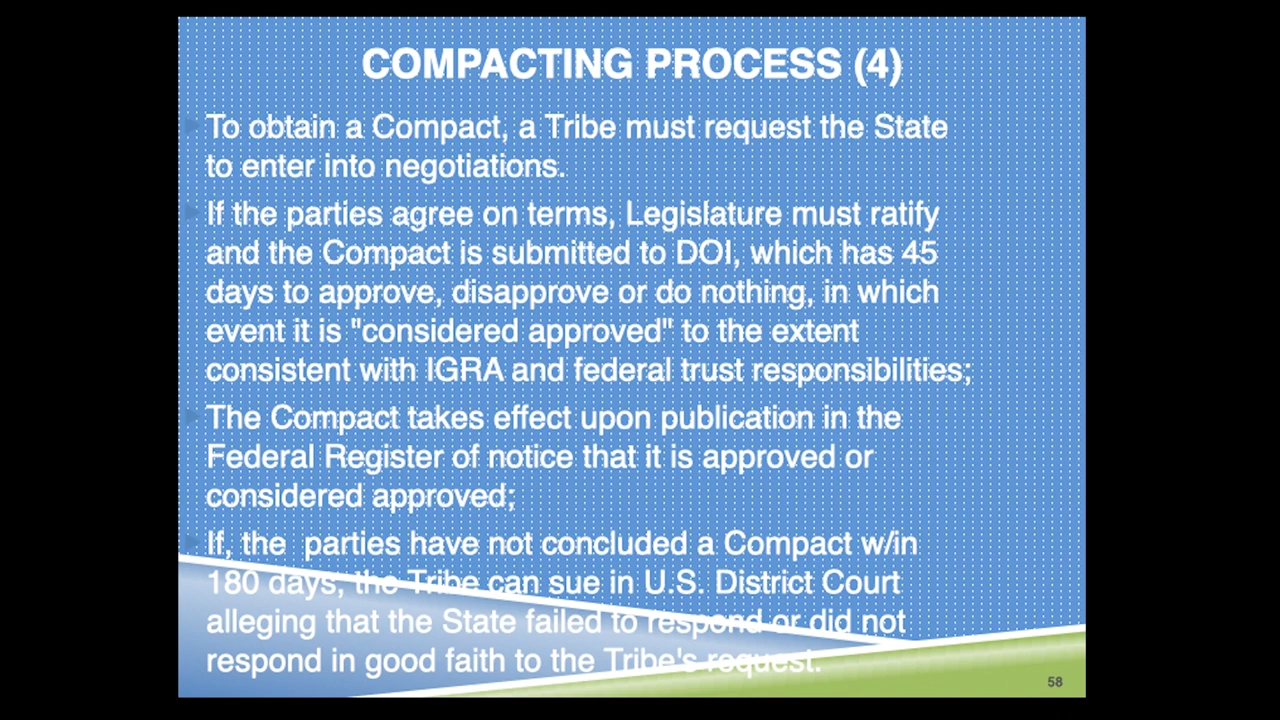 COMPACTING PROCESS (4)
To obtain a Compact, a Tribe must request the State
to enter into negotiations.
If the parties agree on terms, Legislature must ratify
and the Compact is submitted to DOI, which has 45
days to approve, disapprove or do nothing, in which
event it is "considered approved" to the extent
consistent with IGRA and federal trust responsibilities;
The Compact takes effect upon publication in the
Federal Register of notice that it is approved or
considered approved;
If, the  parties have not concluded a Compact w/in
180 days, the Tribe can sue in U.S. District Court
alleging that the State failed to respond or did not
respond in good faith to the Tribe's request.
58